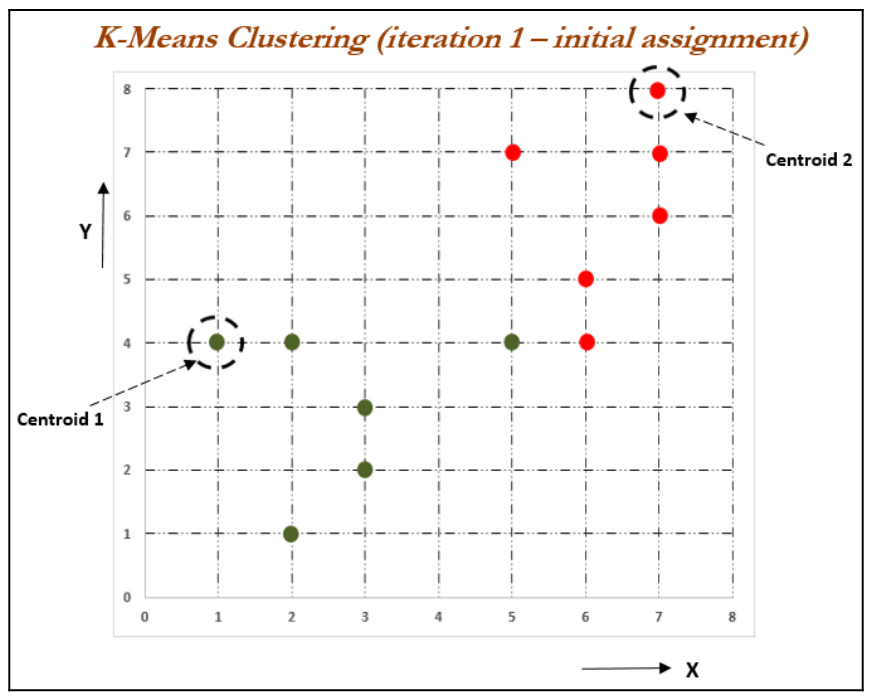 K-Means Clustering (iteration 1 – initial assignment)
8
Centroid 2
7
6
Y
5
4
Centroid 1
3
2
1
0
0 1 2 3 4 5 6 7 8
X